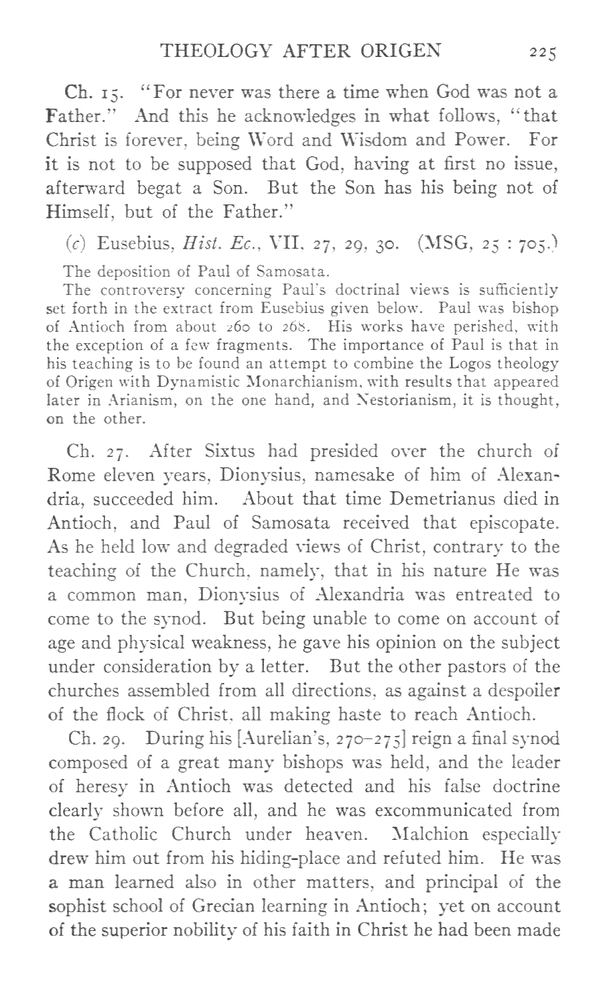 THEOLOGY AFTER ORIGEN 225
Ch. 15. “For never was there a time when God was not a
Father.” And this he acknowledges in what follows, “that
Christ is forever, being Word and Wisdom and Power. For
it is not to be supposed that God, having at first no issue,
afterward begat a Son. But the Son has his being not of
Himself, but of the Father.”
(c) Eusebius, Hist. Ec., VII, 27, 29, 30. (MSG, 25 : 705.)
The deposition of Paul of Samosata.
The controversy concerning Paul's doctrinal views is sufficiently
set forth in the extract from Eusebius given below. Paul was bishop
of Antioch from about 260 to 268. His works have perished, with
the exception of a few fragments. The importance of Paul is that in
his teaching is to be found an attempt to combine the Logos theology
of Origen with Dynamistic Monarchianism, with results that appeared
later in Arianism, on the one hand, and Nestorianism, it is thought,
on the other.
Ch. 27. After Sixtus had presided over the church of
Rome eleven years, Dionysius, namesake of him of Alexan-
dria, succeeded him. About that time Demetrianus died in
Antioch, and Paul of Samosata received that episcopate.
As he held low and degraded views of Christ, contrary to the
teaching of the Church, namely, that in his nature He was
a common man, Dionysius of Alexandria was entreated to
come to the synod. But being unable to come on account of
age and physical weakness, he gave his opinion on the subject
under consideration by a letter. But the other pastors of the
churches assembled from all directions, as against a despoiler
of the flock of Christ, all making haste to reach Antioch.
Ch. 29. During his [Aurelian's, 270–275] reign a final synod
composed of a great many bishops was held, and the leader
of heresy in Antioch was detected and his false doctrine
clearly shown before all, and he was excommunicated from
the Catholic Church under heaven. Malchion especially
drew him out from his hiding-place and refuted him. He was
a man learned also in other matters, and principal of the
sophist school of Grecian learning in Antioch; yet on account
of the superior nobility of his faith in Christ he had been made